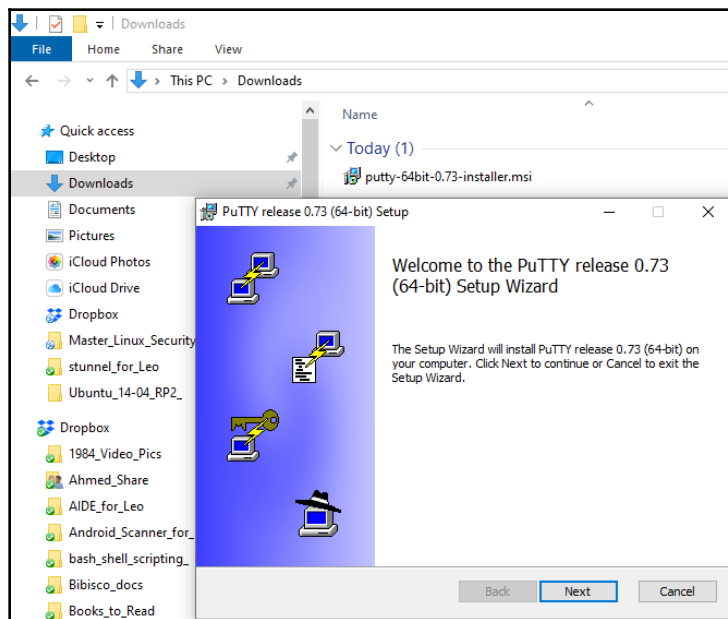 Downloads
File Home Share View
This PC > Downloads
Name
Quick access
Today (1)
Desktop
putty-64bit-0.73-installer.msi
Downloads
Documents
PuTTY release 0.73 (64-bit) Setup
Pictures
iCloud Photos
iCloud Drive
Dropbox
Master_Linux_Security
stunnel_for_Leo
Ubuntu_14-04_RP2_
Dropbox
1984_Video_Pics
Ahmed_Share
AIDE_for_Leo
Android_Scanner_for_
bash_shell_scripting_
Bibisco_docs
Books_to_Read
Welcome to the PuTTY release 0.73
(64-bit) Setup Wizard
The Setup Wizard will install PuTTY release 0.73 (64-bit) on
your computer. Click Next to continue or Cancel to exit the
Setup Wizard.
Back Next Cancel